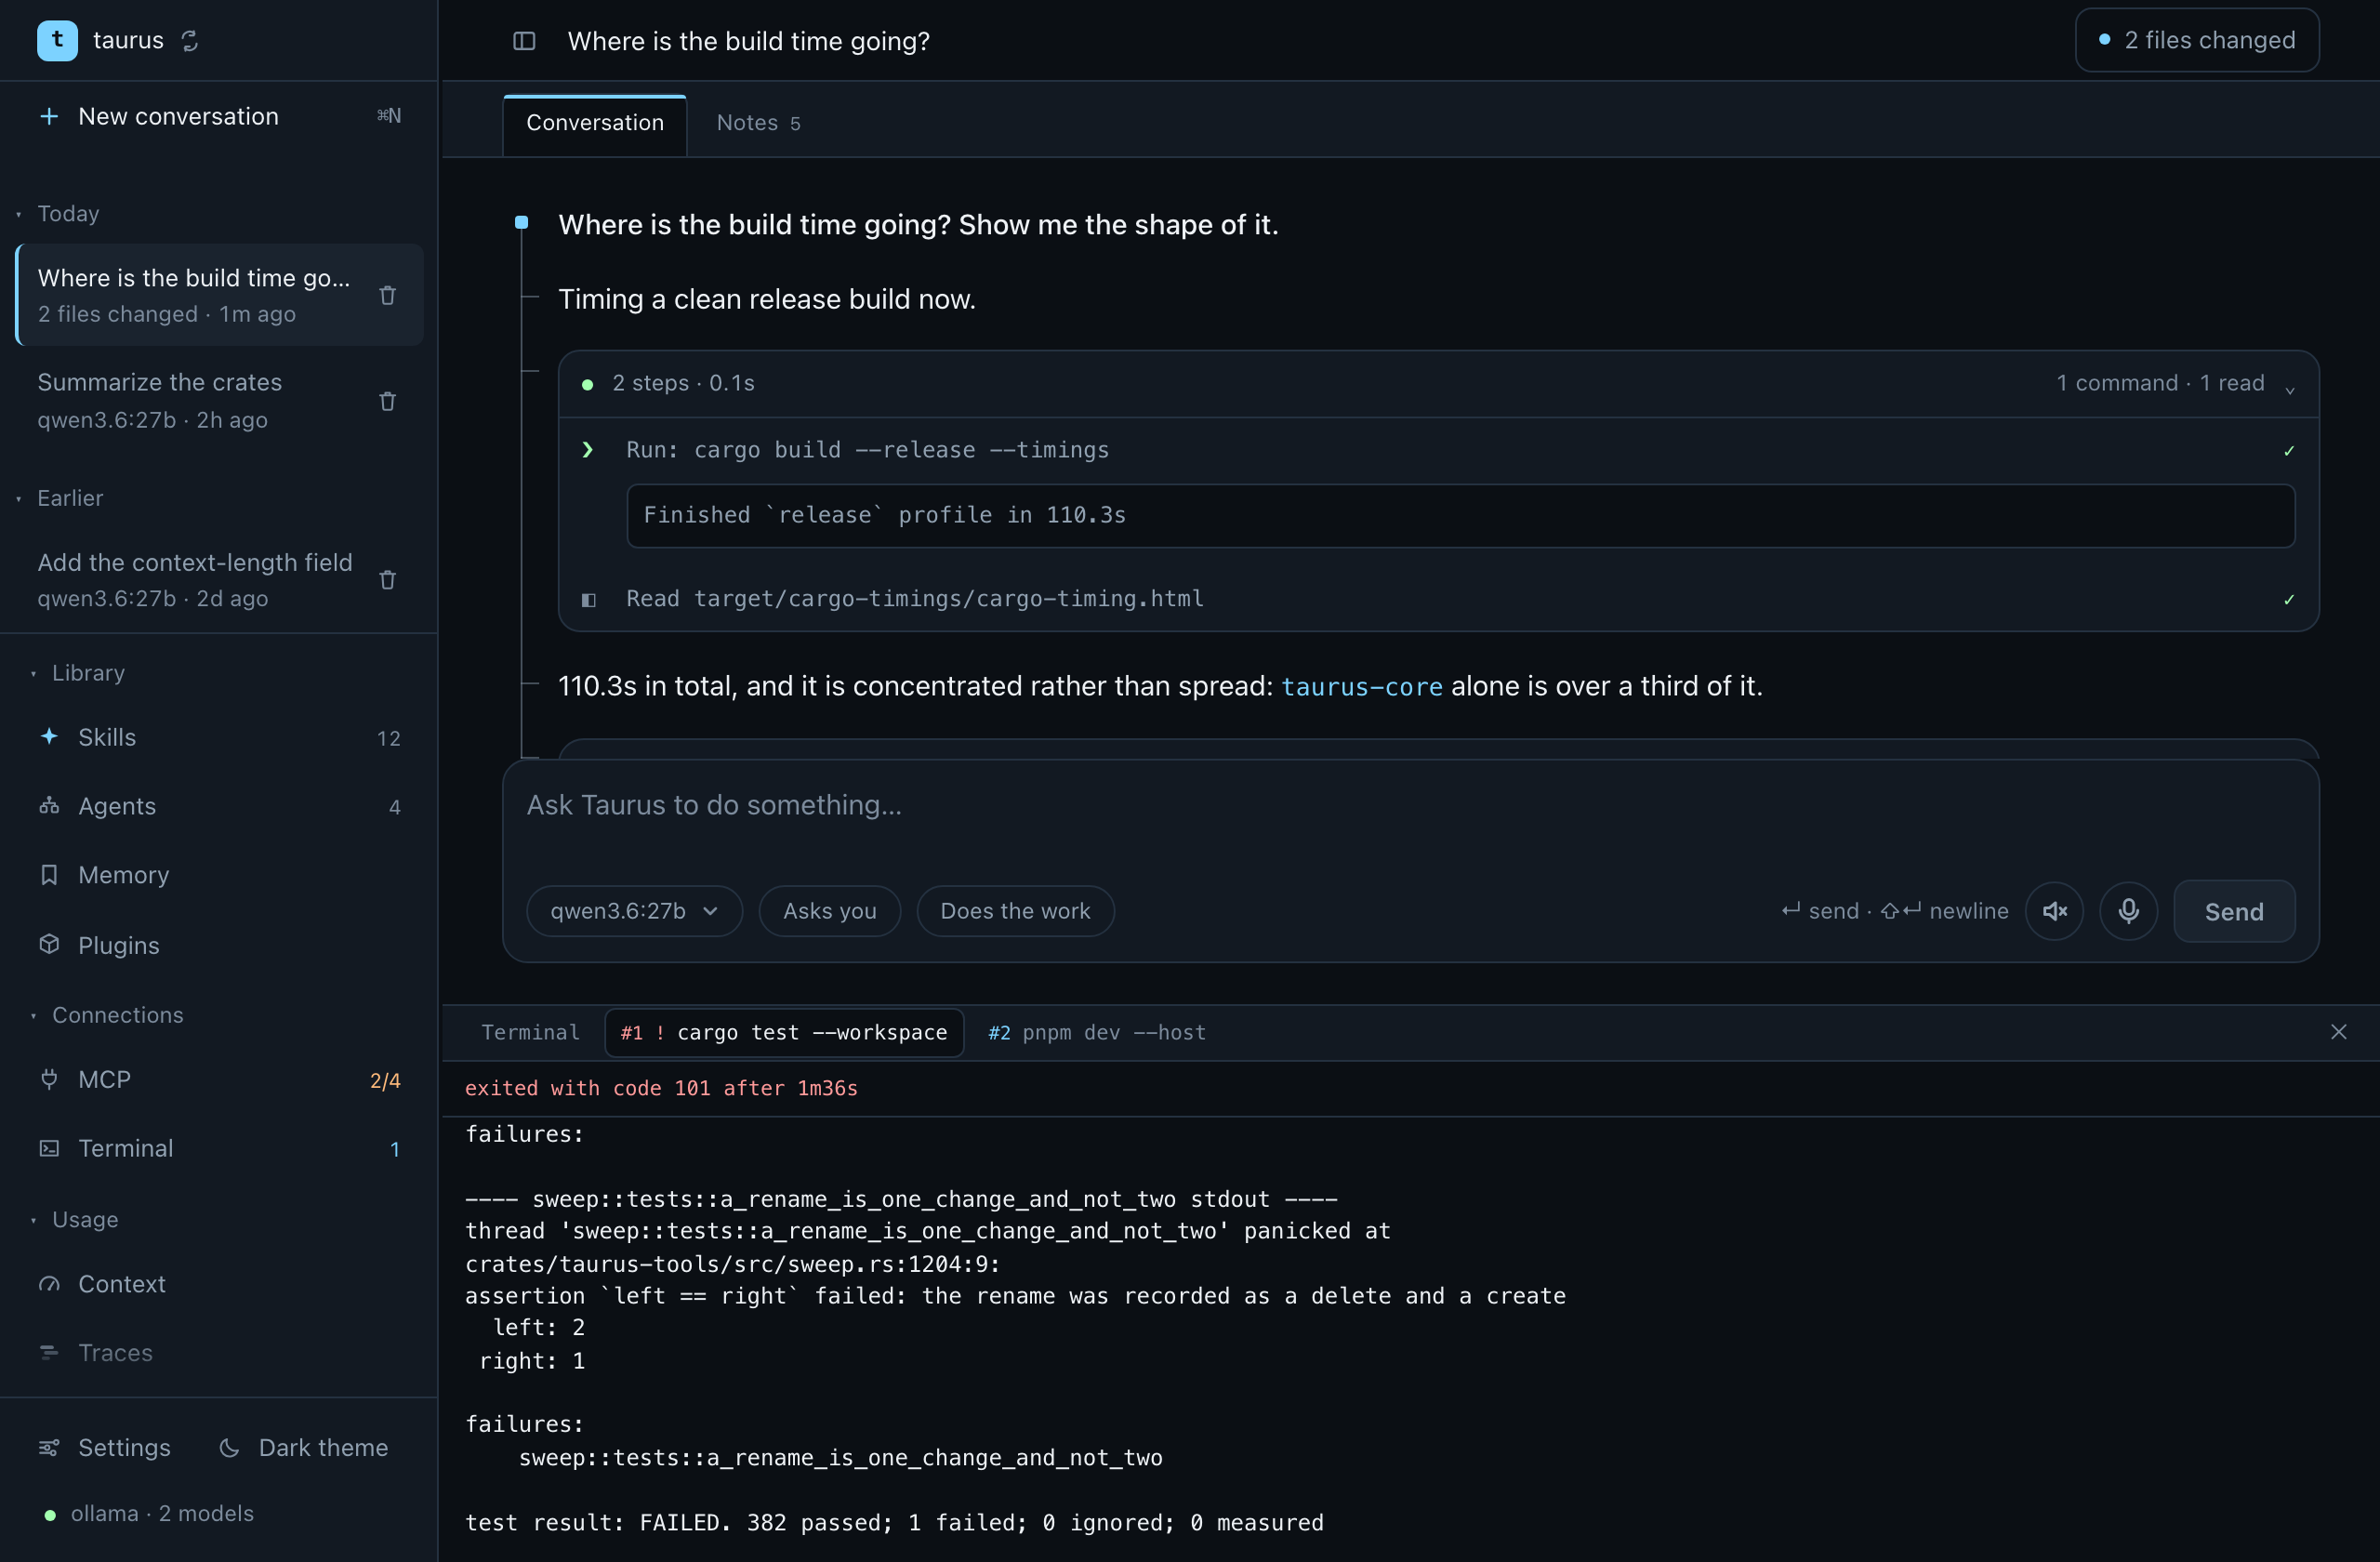 t taurus
New conversation ⌘N
Today
Where is the build time go...
2 files changed · 1m ago
Summarize the crates
qwen3.6:27b · 2h ago
Earlier
Add the context-length field
qwen3.6:27b · 2d ago
Library
Skills 12
Agents 4
Memory
Plugins
Connections
MCP 2/4
Terminal 1
Usage
Context
Traces
Settings Dark theme
ollama · 2 models
Where is the build time going?
2 files changed
Conversation Notes 5
Where is the build time going? Show me the shape of it.
Timing a clean release build now.
2 steps · 0.1s 1 command · 1 read
Run: cargo build --release --timings ✓
Finished `release` profile in 110.3s
Read target/cargo-timings/cargo-timing.html ✓
110.3s in total, and it is concentrated rather than spread: taurus-core alone is over a third of it.
Ask Taurus to do something...
qwen3.6:27b Asks you Does the work ↵ send · ⇧↵ newline Send
Terminal #1 ! cargo test --workspace #2 pnpm dev --host
exited with code 101 after 1m36s
failures:
---- sweep::tests::a_rename_is_one_change_and_not_two stdout ----
thread 'sweep::tests::a_rename_is_one_change_and_not_two' panicked at
crates/taurus-tools/src/sweep.rs:1204:9:
assertion `left == right` failed: the rename was recorded as a delete and a create
left: 2
right: 1
failures:
sweep::tests::a_rename_is_one_change_and_not_two
test result: FAILED. 382 passed; 1 failed; 0 ignored; 0 measured